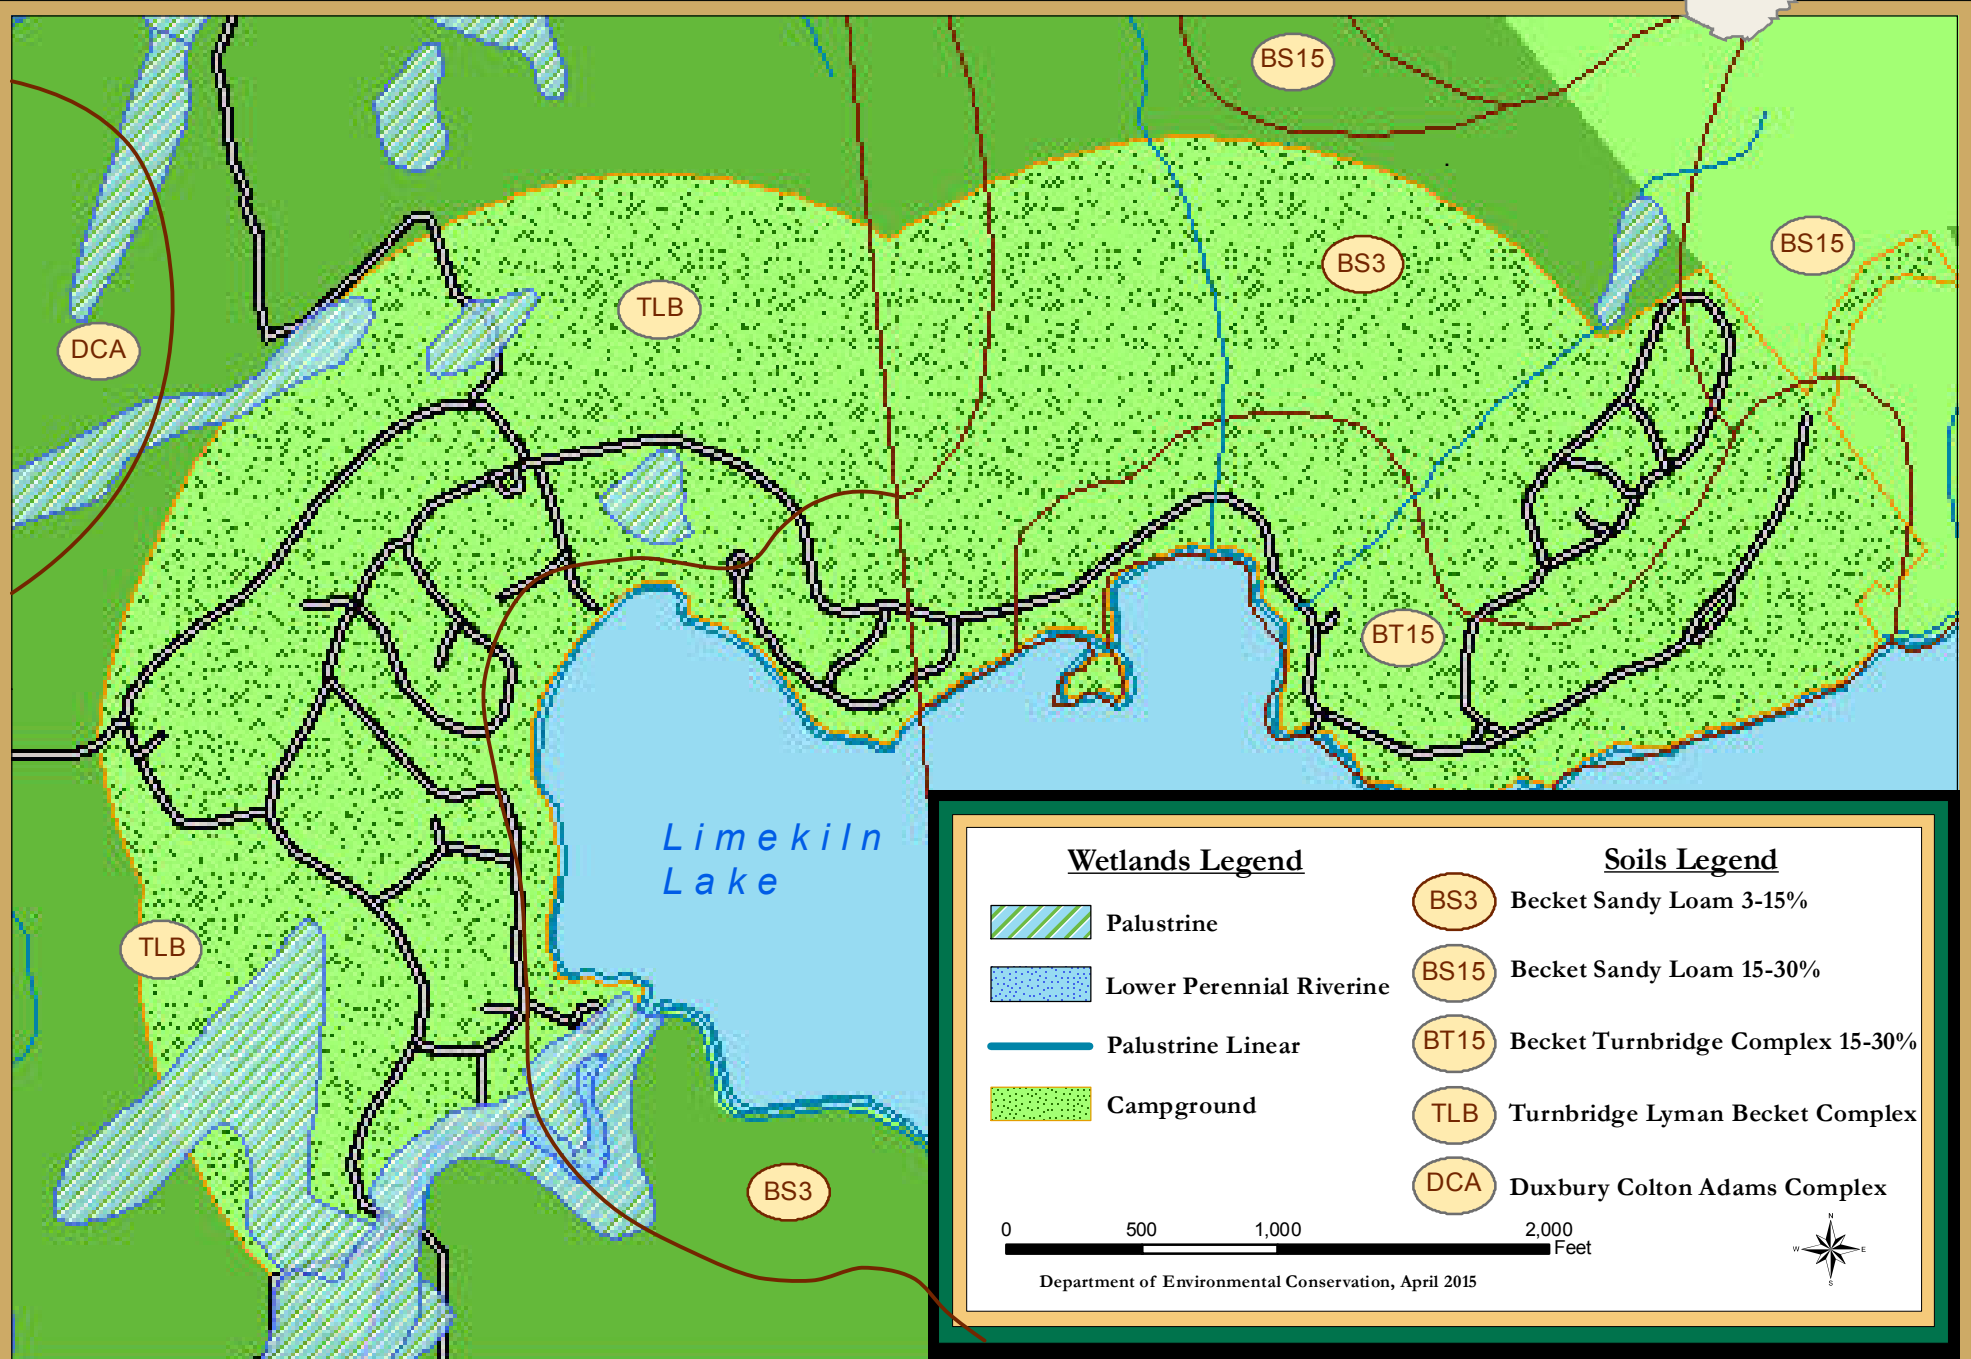 BS15
BS15
BS3
TLB
DCA
BT15
Limekiln
Lake
TLB
BS3
Wetlands Legend
Palustrine
Lower Perennial Riverine
Palustrine Linear
Campground
Soils Legend
BS3 Becket Sandy Loam 3-15%
BS15 Becket Sandy Loam 15-30%
BT15 Becket Turnbridge Complex 15-30%
TLB Turnbridge Lyman Becket Complex
DCA Duxbury Colton Adams Complex
0 500 1,000 2,000
Feet
N
W E
S
Department of Environmental Conservation, April 2015